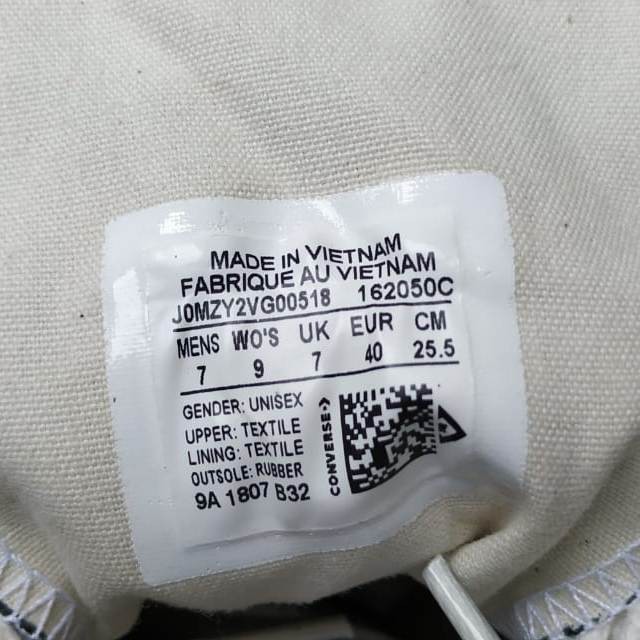 MADE IN VIETNAM
FABRIQUE AU VIETNAM
J0MZY2VG00518 162050C
MENS WO'S UK EUR CM
7 9 7 40 25.5
GENDER: UNISEX
UPPER: TEXTILE
LINING: TEXTILE
OUTSOLE: RUBBER
9A 1807 B32
CONVERSE>